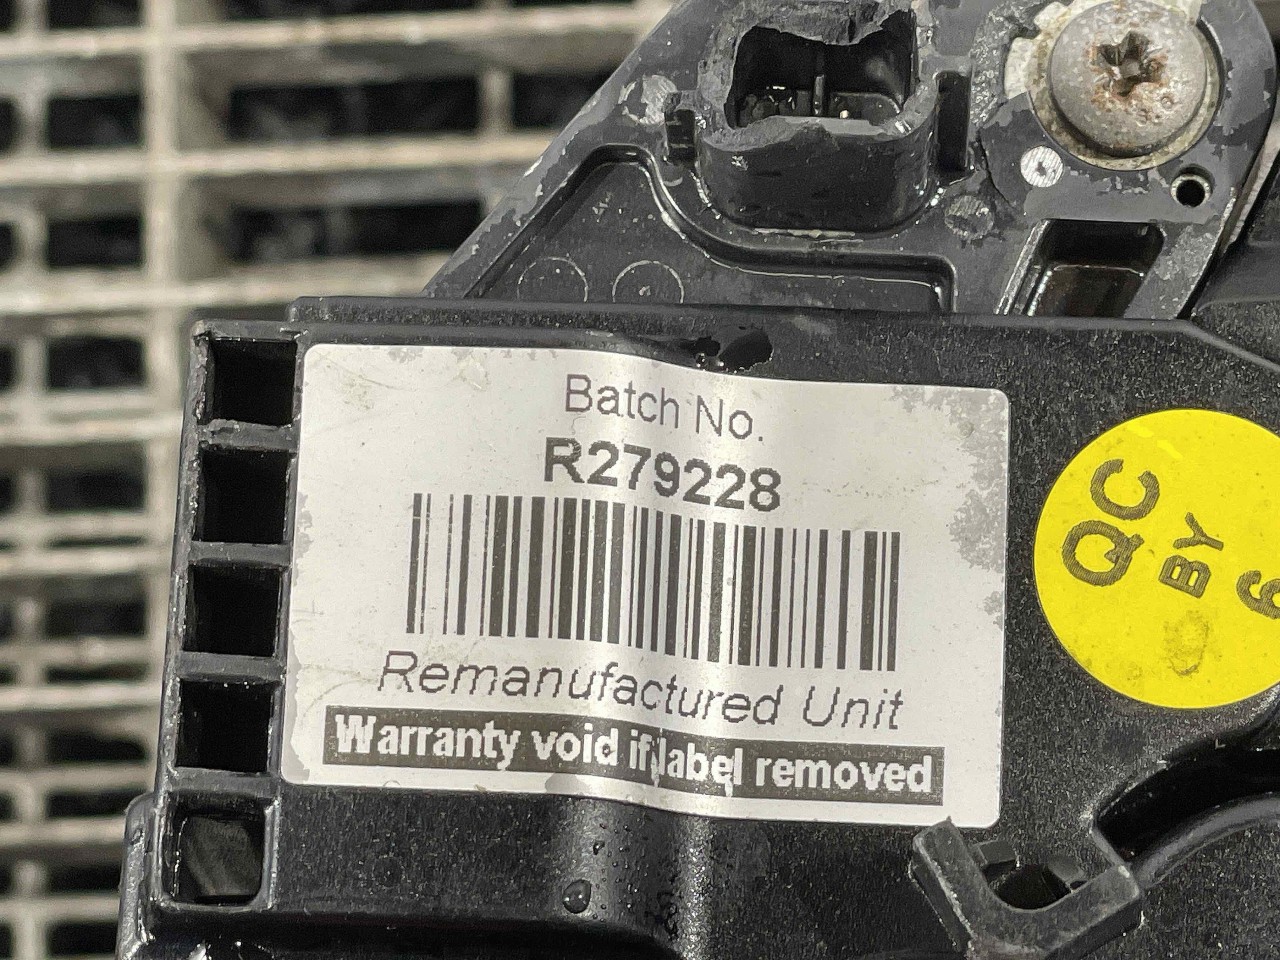 Batch No.
R279228
Remanufactured Unit
Warranty void if label removed
QC
BY
6